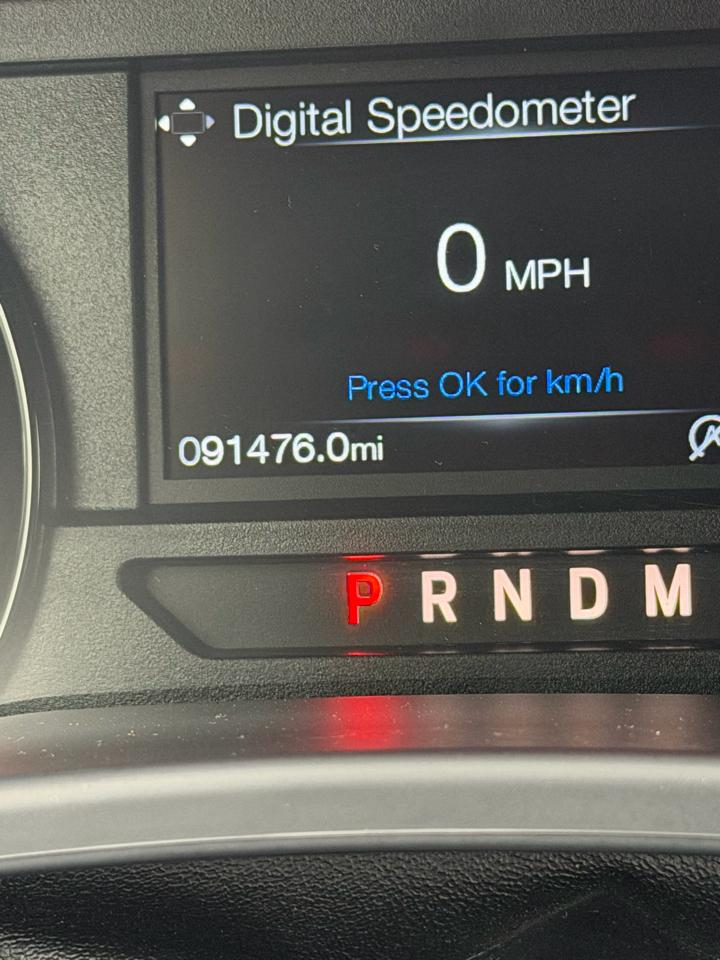 Digital Speedometer
0 MPH
Press OK for km/h
091476.0mi
P R N D M